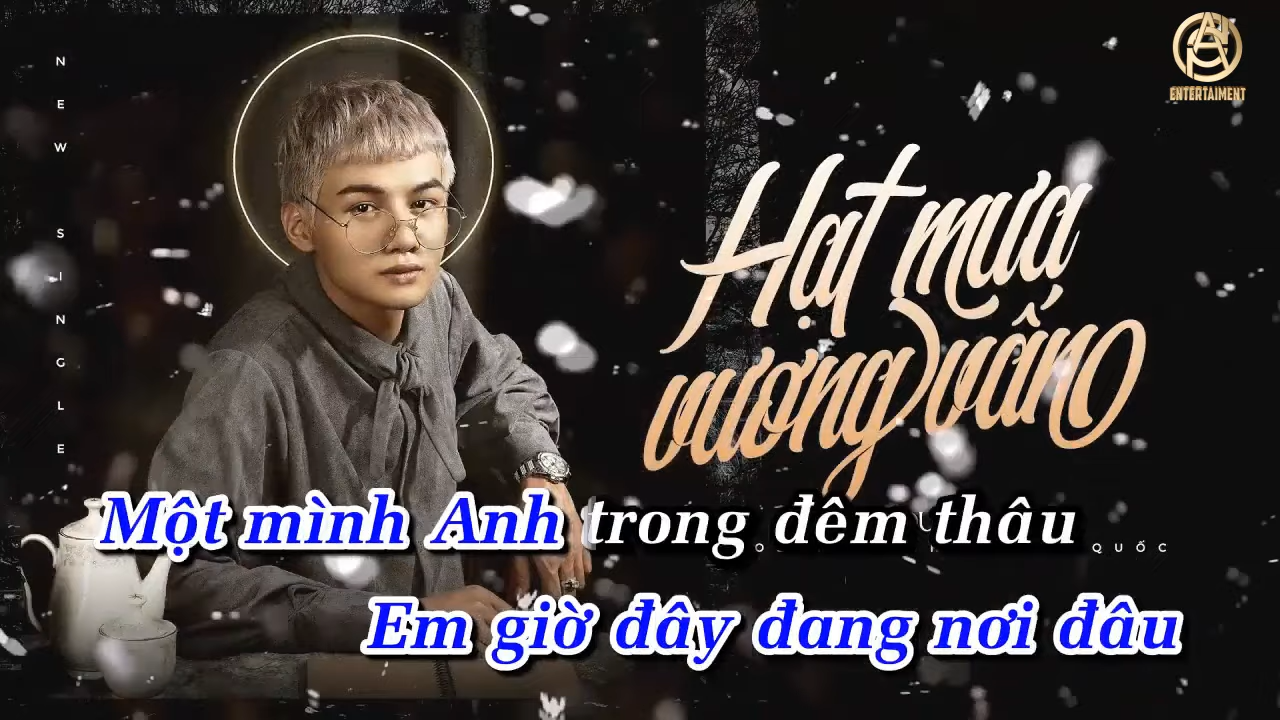 NEW SINGLE
ENTERTAIMENT
Hạt mưa
vương vấn
QUỐC
Một mình Anh trong đêm thâu
Em giờ đây đang nơi đâu